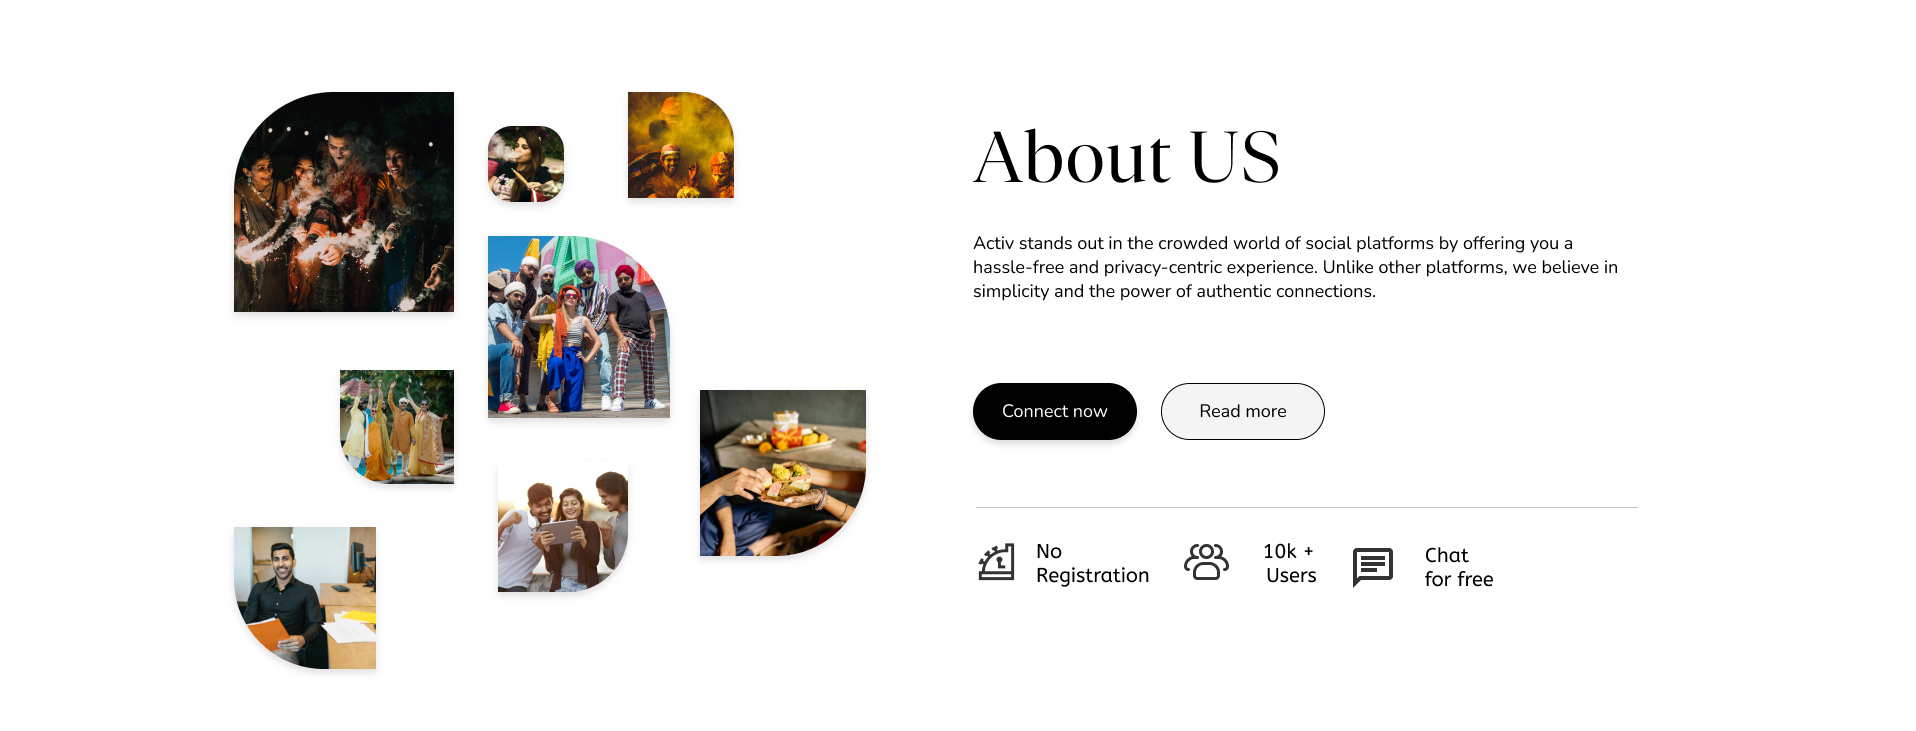 About US
Activ stands out in the crowded world of social platforms by offering you a
hassle-free and privacy-centric experience. Unlike other platforms, we believe in
simplicity and the power of authentic connections.
Connect now
Read more
No
Registration
10k +
Users
Chat
for free